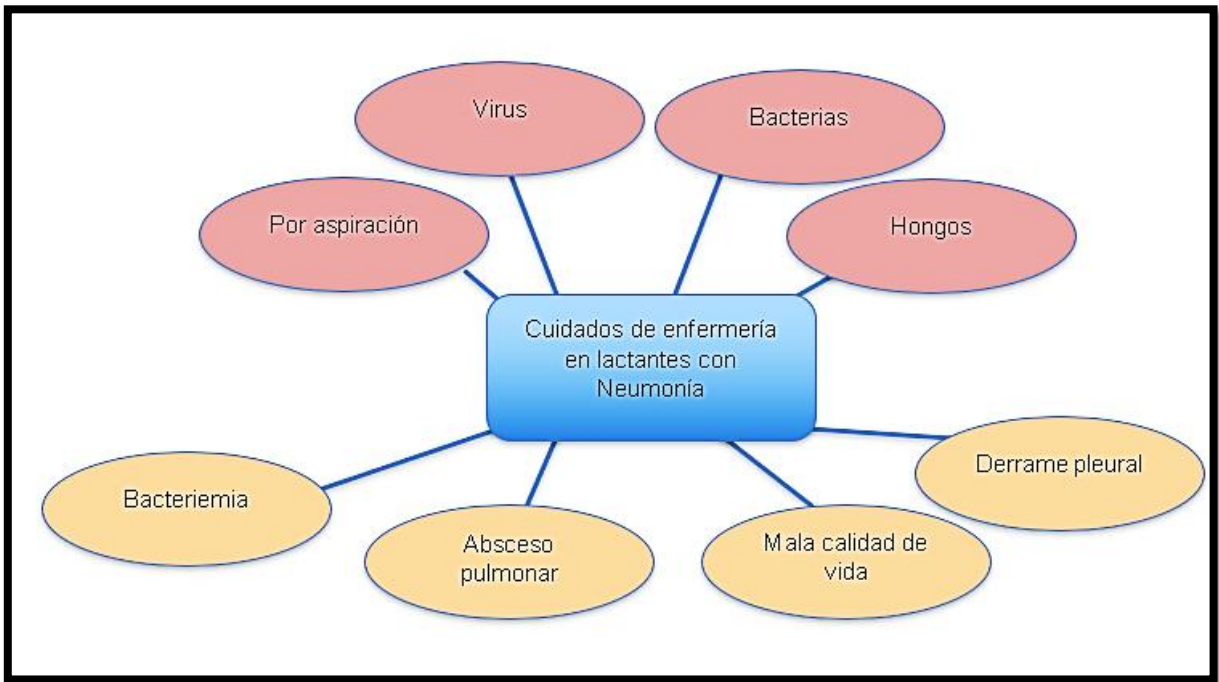 Virus
Bacterias
Por aspiración
Hongos
Cuidados de enfermería
en lactantes con
Neumonía
Derrame pleural
Bacteriemia
Absceso
pulmonar
Mala calidad de
vida